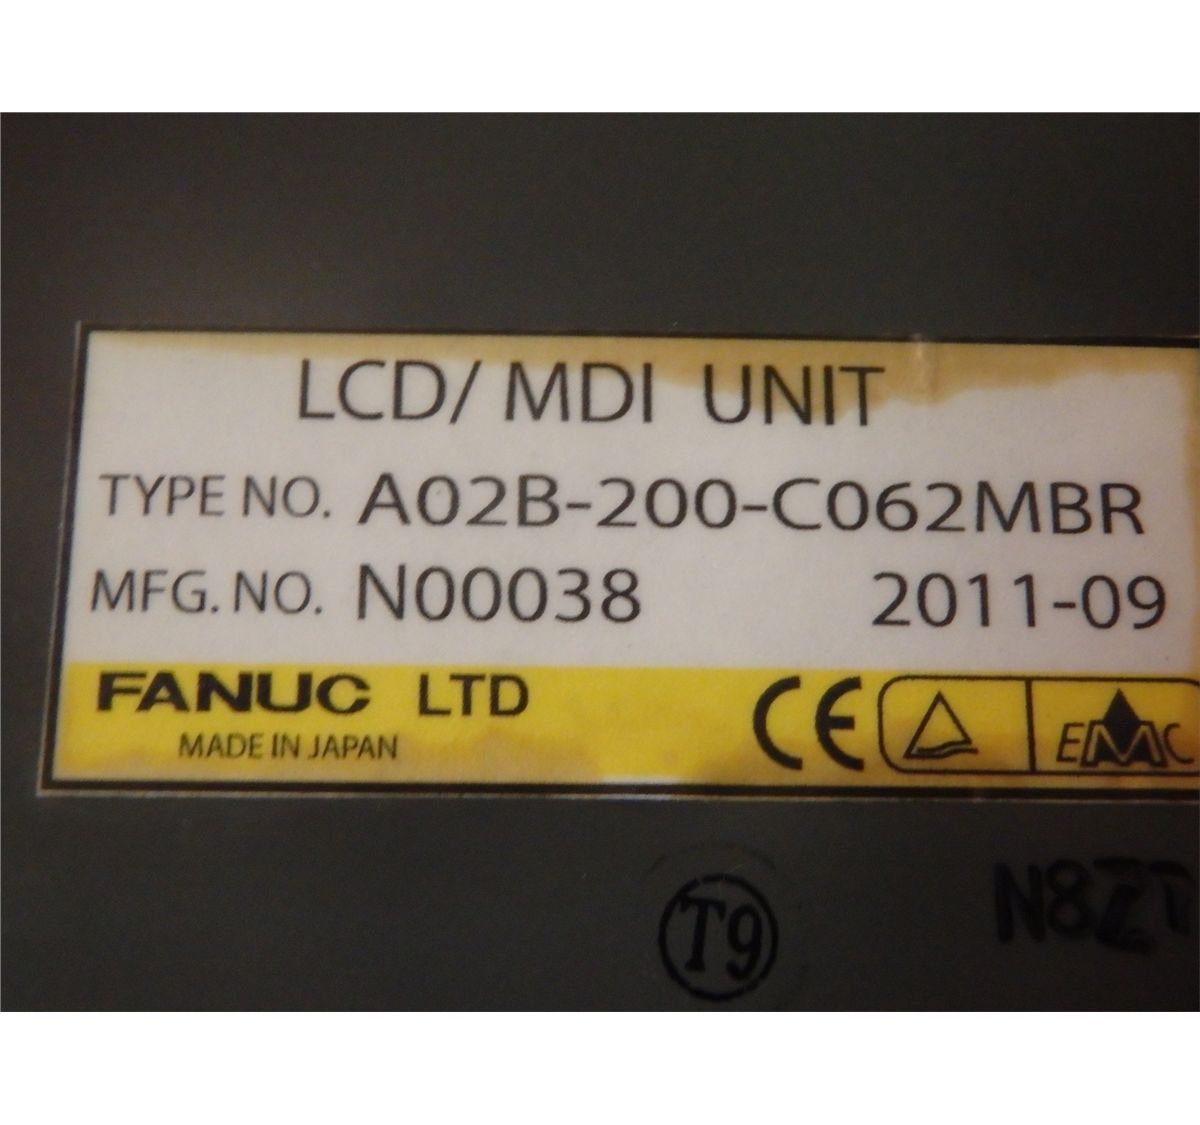 LCD/ MDI UNIT
TYPE NO. A02B-200-C062MBR
MFG. NO. N00038 2011-09
FANUC LTD
MADE IN JAPAN
CE
EMC
T9